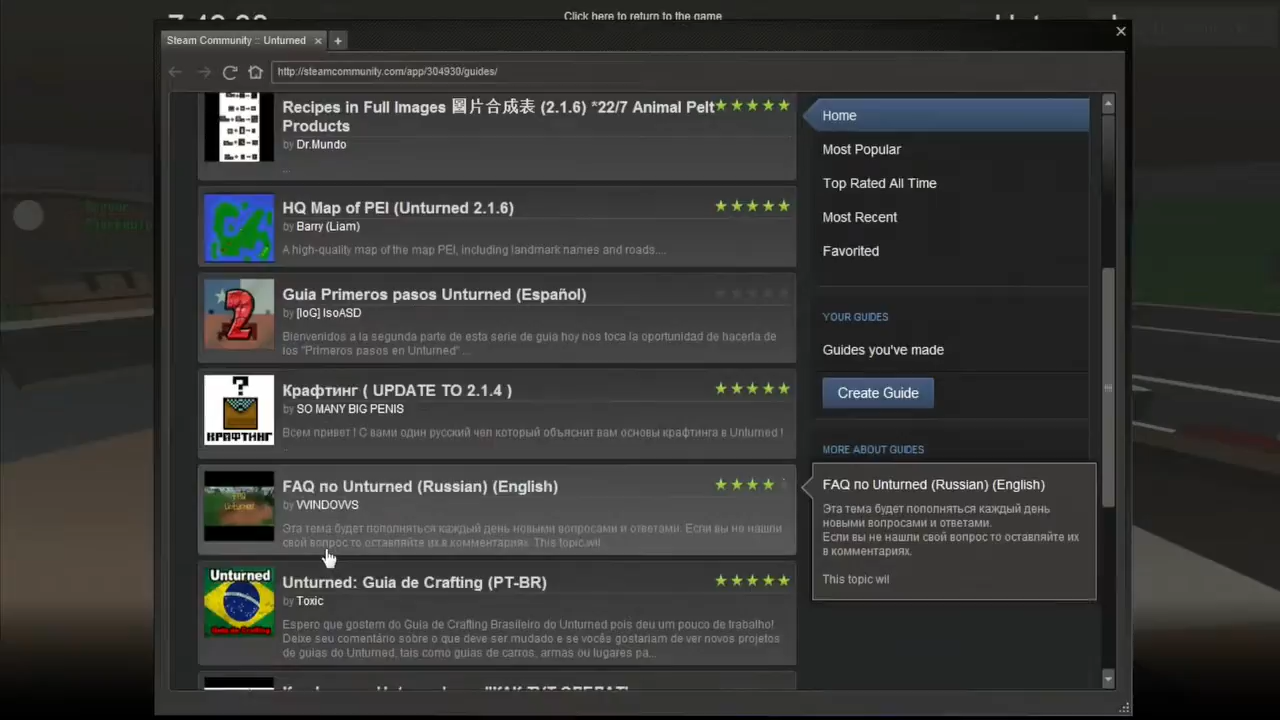 Click here to return to the game
Steam Community :: Unturned
http://steamcommunity.com/app/304930/guides/
Recipes in Full Images 圖片合成表 (2.1.6) *22/7 Animal Pelt
Products
by Dr.Mundo
...
HQ Map of PEI (Unturned 2.1.6)
by Barry (Liam)
A high-quality map of the map PEI, including landmark names and roads....
Guia Primeros pasos Unturned (Español)
by [IoG] IsoASD
Bienvenidos a la segunda parte de esta serie de guia hoy nos toca la oportunidad de hacerla de
los "Primeros pasos en Unturned" ...
2
Крафтинг ( UPDATE TO 2.1.4 )
by SO MANY BIG PENIS
Всем привет ! С вами один русский чел который объяснит вам основы крафтинга в Unturned !
...
?
КРАФТИНГ
FAQ по Unturned (Russian) (English)
by VVINDOVVS
Эта тема будет пополняться каждый день новыми вопросами и ответами. Если вы не нашли
свой вопрос то оставляйте их в комментариях. This topic wil
Unturned: Guia de Crafting (PT-BR)
by Toxic
Espero que gostem do Guia de Crafting Brasileiro do Unturned pois deu um pouco de trabalho!
Deixe seu comentário sobre o que deve ser mudado e se vocês gostariam de ver novos projetos
de guias do Unturned, tais como guias de carros, armas ou lugares pa...
Unturned
Guia de Crafting
Home
Most Popular
Top Rated All Time
Most Recent
Favorited
YOUR GUIDES
Guides you've made
Create Guide
MORE ABOUT GUIDES
FAQ по Unturned (Russian) (English)
Эта тема будет пополняться каждый день
новыми вопросами и ответами.
Если вы не нашли свой вопрос то оставляйте их
в комментариях.
This topic wil